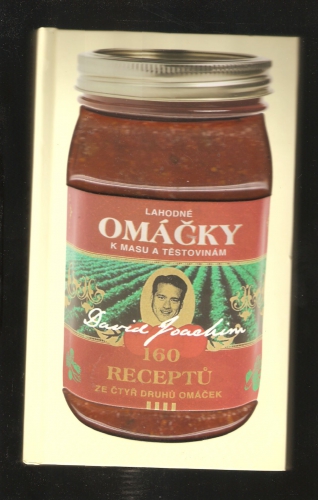 LAHODNÉ
OMÁČKY
K MASU A TĚSTOVINÁM
David Joachim
160
RECEPTŮ
ZE ČTYŘ DRUHŮ OMÁČEK